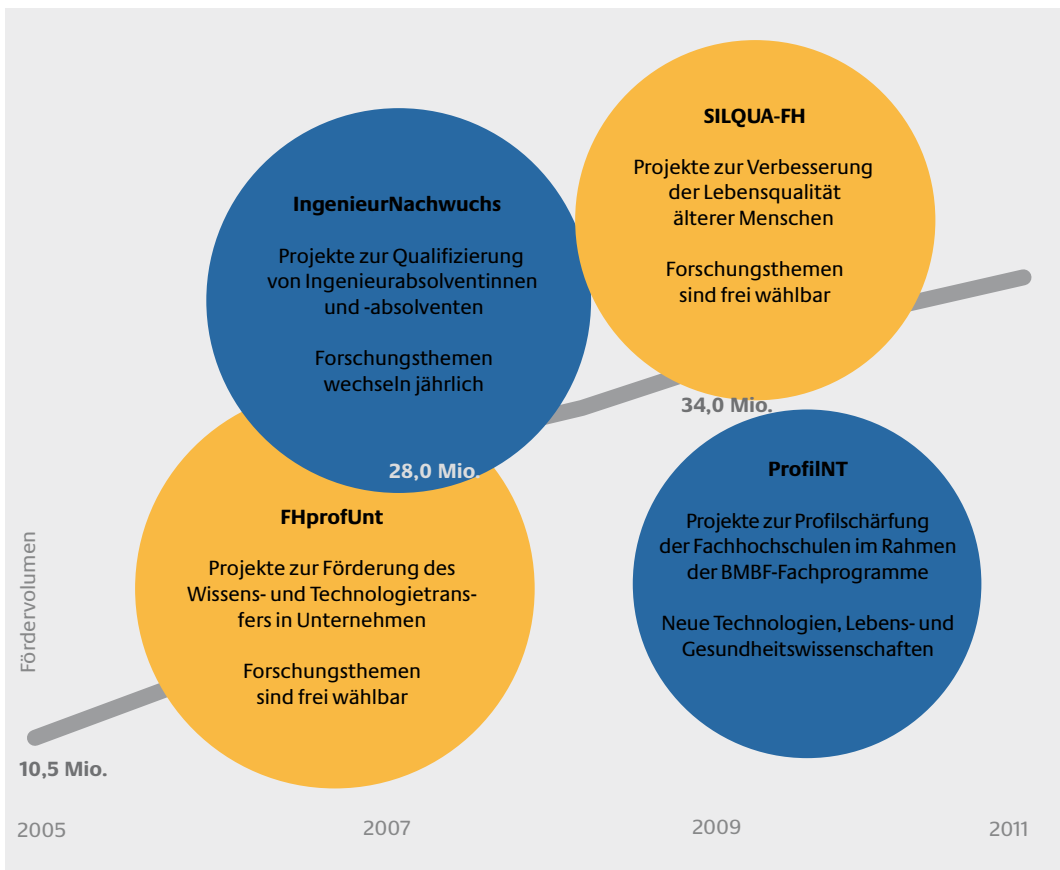 SILQUA-FH
Projekte zur Verbesserung
der Lebensqualität
älterer Menschen
Forschungsthemen
sind frei wählbar
IngenieurNachwuchs
Projekte zur Qualifizierung
von Ingenieurabsolventinnen
und -absolventen
Forschungsthemen
wechseln jährlich
34,0 Mio.
28,0 Mio.
ProfilNT
Projekte zur Profilschärfung
der Fachhochschulen im Rahmen
der BMBF-Fachprogramme
Neue Technologien, Lebens- und
Gesundheitswissenschaften
FHprofUnt
Projekte zur Förderung des
Wissens- und Technologietrans-
fers in Unternehmen
Forschungsthemen
sind frei wählbar
Fördervolumen
10,5 Mio.
2005
2007
2009
2011